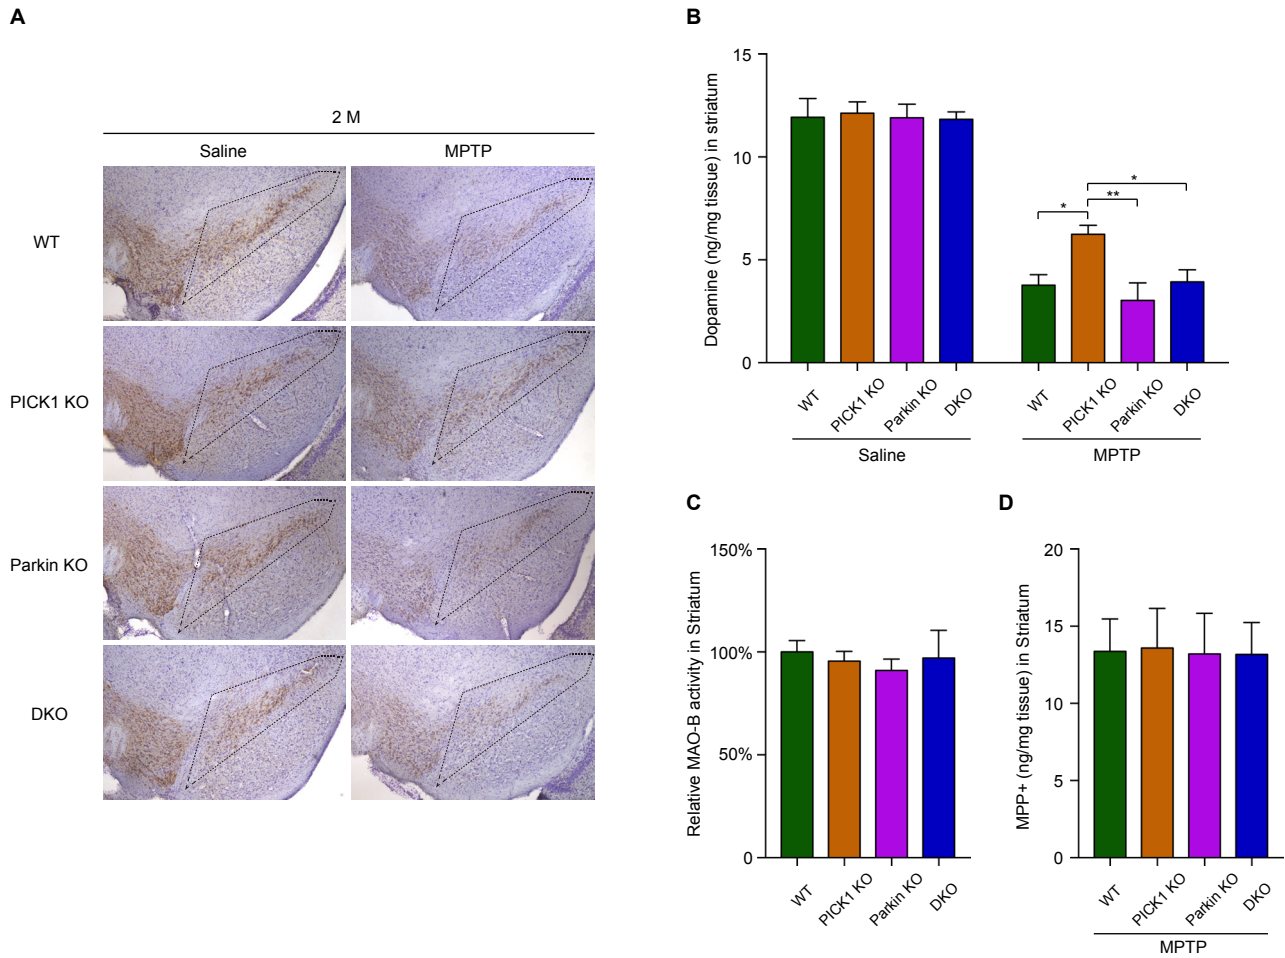 A
2 M
Saline
MPTP
WT
PICK1 KO
Parkin KO
DKO
B
Dopamine (ng/mg tissue) in striatum
15
10
5
0
*
**
*
WT
PICK1 KO
Parkin KO
DKO
WT
PICK1 KO
Parkin KO
DKO
Saline
MPTP
C
Relative MAO-B activity in Striatum
150%
100%
50%
0
WT
PICK1 KO
Parkin KO
DKO
D
MPP+ (ng/mg tissue) in Striatum
20
15
10
5
0
WT
PICK1 KO
Parkin KO
DKO
MPTP